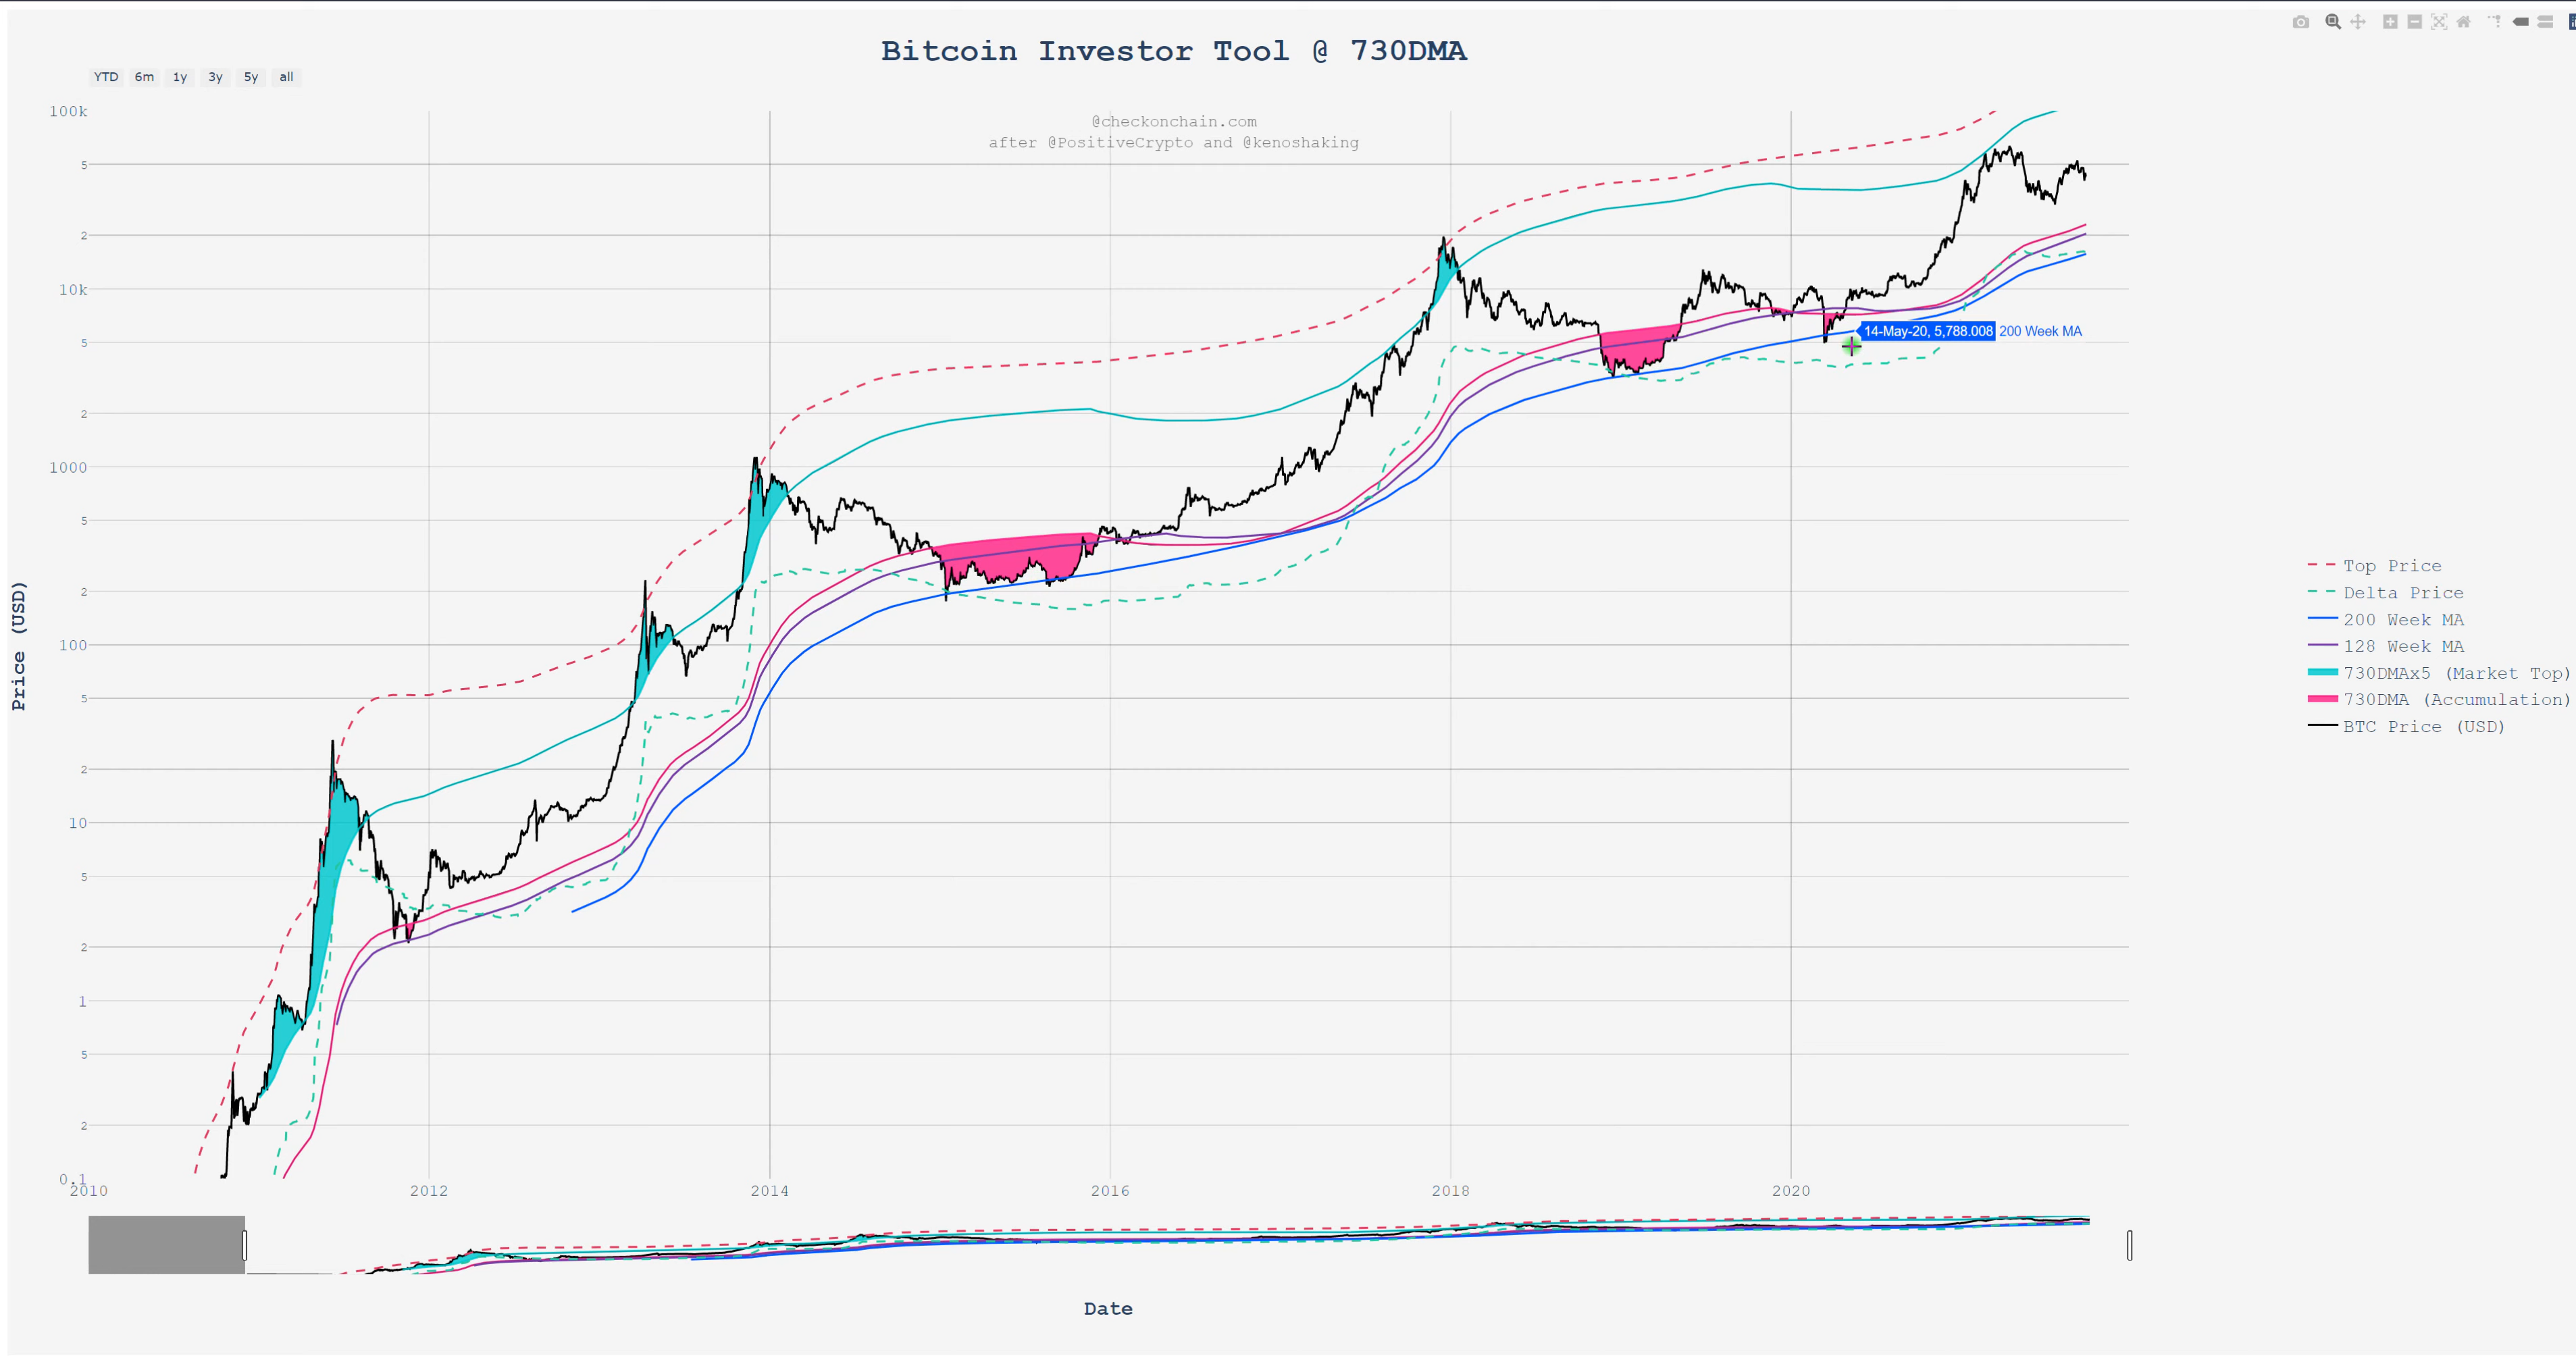 Bitcoin Investor Tool @ 730DMA
YTD 6m 1y 3y 5y all
@checkonchain.com
after @PositiveCrypto and @kenoshaking
100k
5
2
10k
5
2
1000
5
2
100
5
2
10
5
2
1
5
2
0.1
Price (USD)
14-May-20, 5,788.008 200 Week MA
Top Price
Delta Price
200 Week MA
128 Week MA
730DMAx5 (Market Top)
730DMA (Accumulation)
BTC Price (USD)
2010 2012 2014 2016 2018 2020
Date